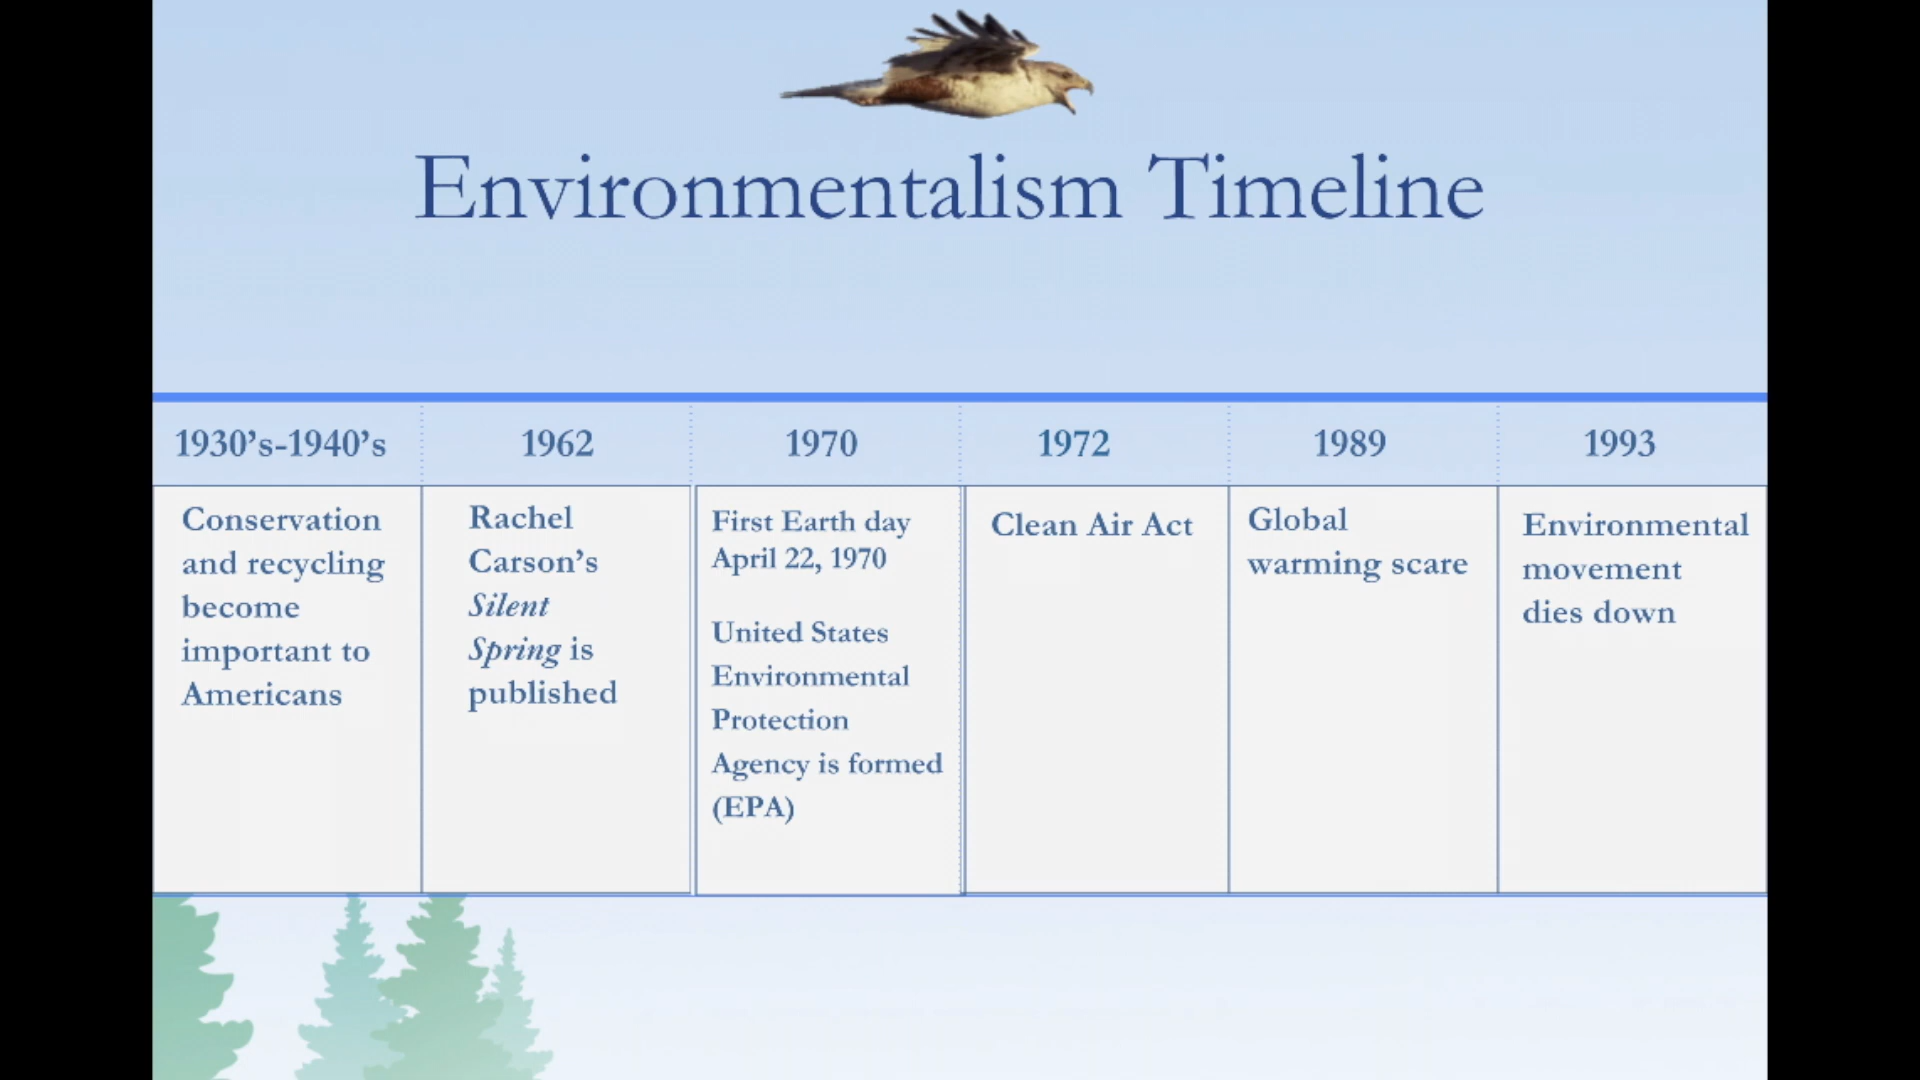 Environmentalism Timeline
1930’s-1940’s
1962
1970
1972
1989
1993
Conservation
and recycling
become
important to
Americans
Rachel
Carson’s
Silent
Spring is
published
First Earth day
April 22, 1970
United States
Environmental
Protection
Agency is formed
(EPA)
Clean Air Act
Global
warming scare
Environmental
movement
dies down